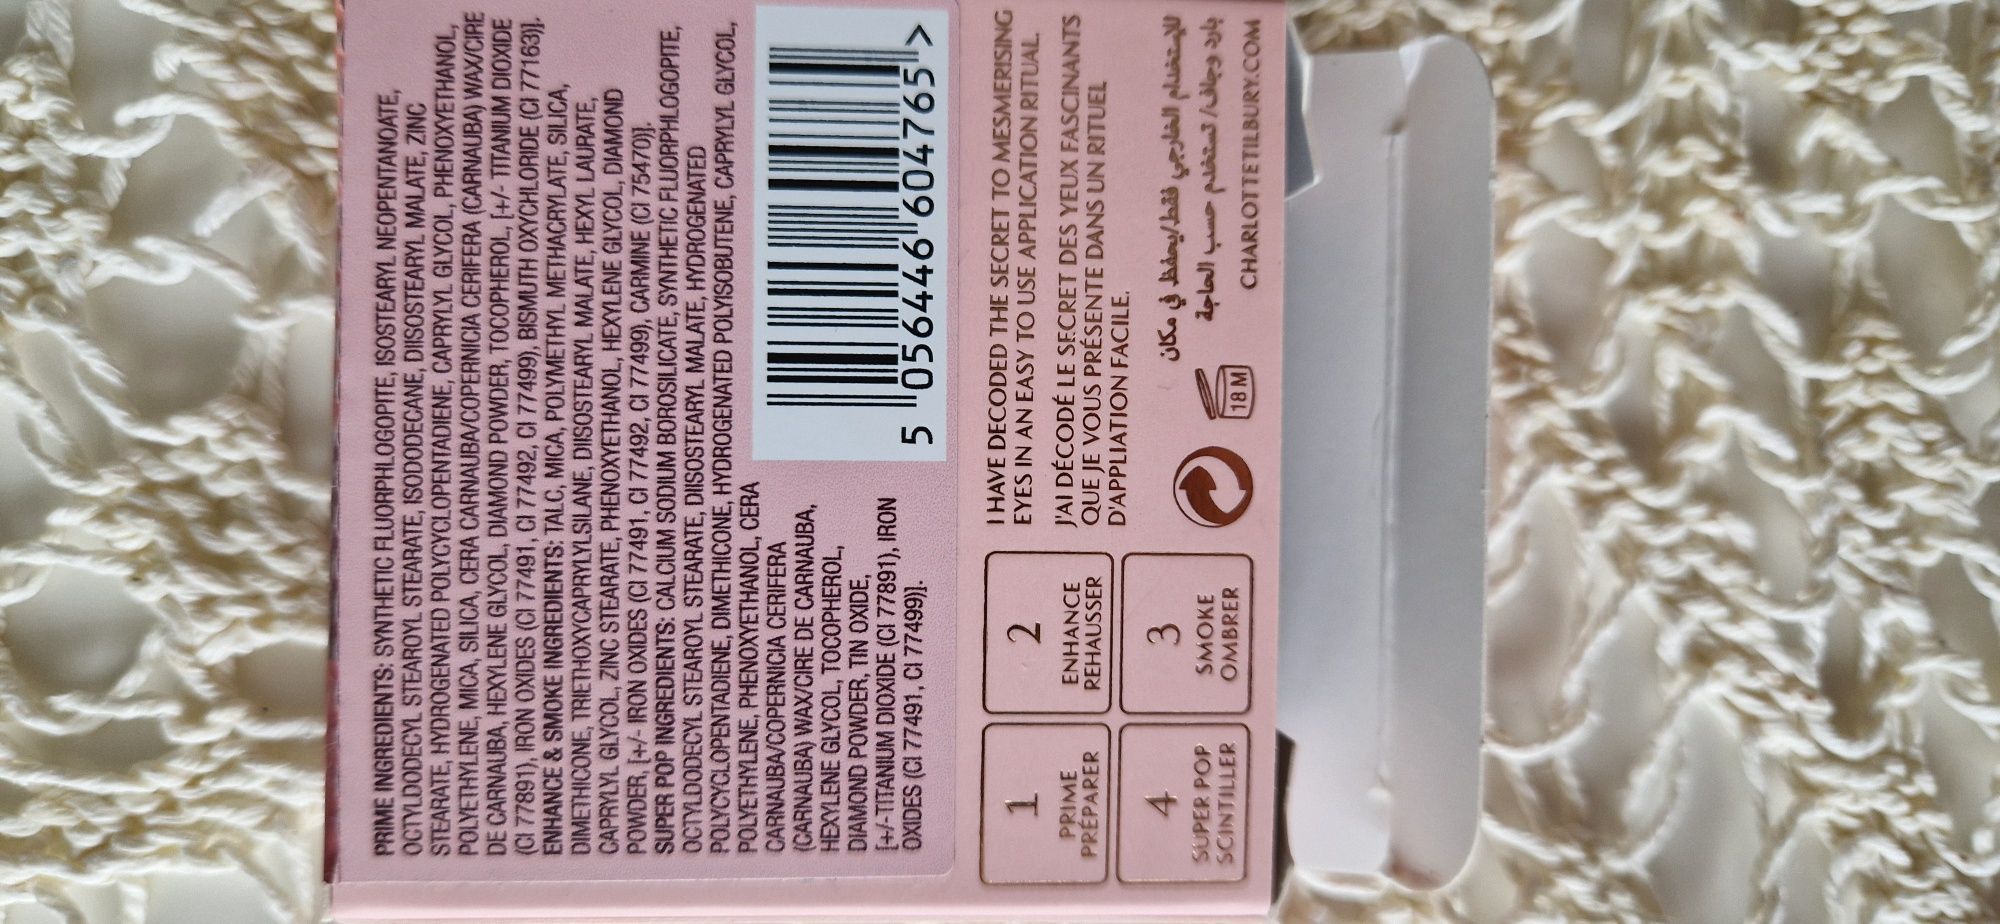 PRIME INGREDIENTS: SYNTHETIC FLUORPHLOGOPITE, ISOSTEARYL NEOPENTANOATE,
OCTYLDODECYL STEAROYL STEARATE, ISODODECANE, DIISOSTEARYL MALATE, ZINC
STEARATE, HYDROGENATED POLYCYCLOPENTADIENE, CAPRYLYL GLYCOL, PHENOXYETHANOL,
POLYETHYLENE, MICA, SILICA, CERA CARNAUBA/COPERNICIA CERIFERA (CARNAUBA) WAX/CIRE
DE CARNAUBA, HEXYLENE GLYCOL, DIAMOND POWDER, TOCOPHEROL, [+/- TITANIUM DIOXIDE
(CI 77891), IRON OXIDES (CI 77491, CI 77492, CI 77499), BISMUTH OXYCHLORIDE (CI 77163)].
ENHANCE & SMOKE INGREDIENTS: TALC, MICA, POLYMETHYL METHACRYLATE, SILICA,
DIMETHICONE, TRIETHOXYCAPRYLYLSILANE, DIISOSTEARYL MALATE, HEXYL LAURATE,
CAPRYLYL GLYCOL, ZINC STEARATE, PHENOXYETHANOL, HEXYLENE GLYCOL, DIAMOND
POWDER, [+/- IRON OXIDES (CI 77491, CI 77492, CI 77499), CARMINE (CI 75470)].
SUPER POP INGREDIENTS: CALCIUM SODIUM BOROSILICATE, SYNTHETIC FLUORPHLOGOPITE,
OCTYLDODECYL STEAROYL STEARATE, DIISOSTEARYL MALATE, HYDROGENATED
POLYCYCLOPENTADIENE, DIMETHICONE, HYDROGENATED POLYISOBUTENE, CAPRYLYL GLYCOL,
POLYETHYLENE, PHENOXYETHANOL, CERA
CARNAUBA/COPERNICIA CERIFERA
(CARNAUBA) WAX/CIRE DE CARNAUBA,
HEXYLENE GLYCOL, TOCOPHEROL,
DIAMOND POWDER, TIN OXIDE,
[+/-TITANIUM DIOXIDE (CI 77891), IRON
OXIDES (CI 77491, CI 77499)].
5 056446 604765 >
1
PRIME
PRÉPARER
2
ENHANCE
REHAUSSER
4
SUPER POP
SCINTILLER
3
SMOKE
OMBRER
I HAVE DECODED THE SECRET TO MESMERISING
EYES IN AN EASY TO USE APPLICATION RITUAL.
J'AI DÉCODÉ LE SECRET DES YEUX FASCINANTS
QUE JE VOUS PRÉSENTE DANS UN RITUEL
D'APPLIATION FACILE.
18 M
للإستخدام الخارجي فقط/يحفظ في مكان
بارد وجاف/ تستخدم حسب الحاجة
CHARLOTTETILBURY.COM